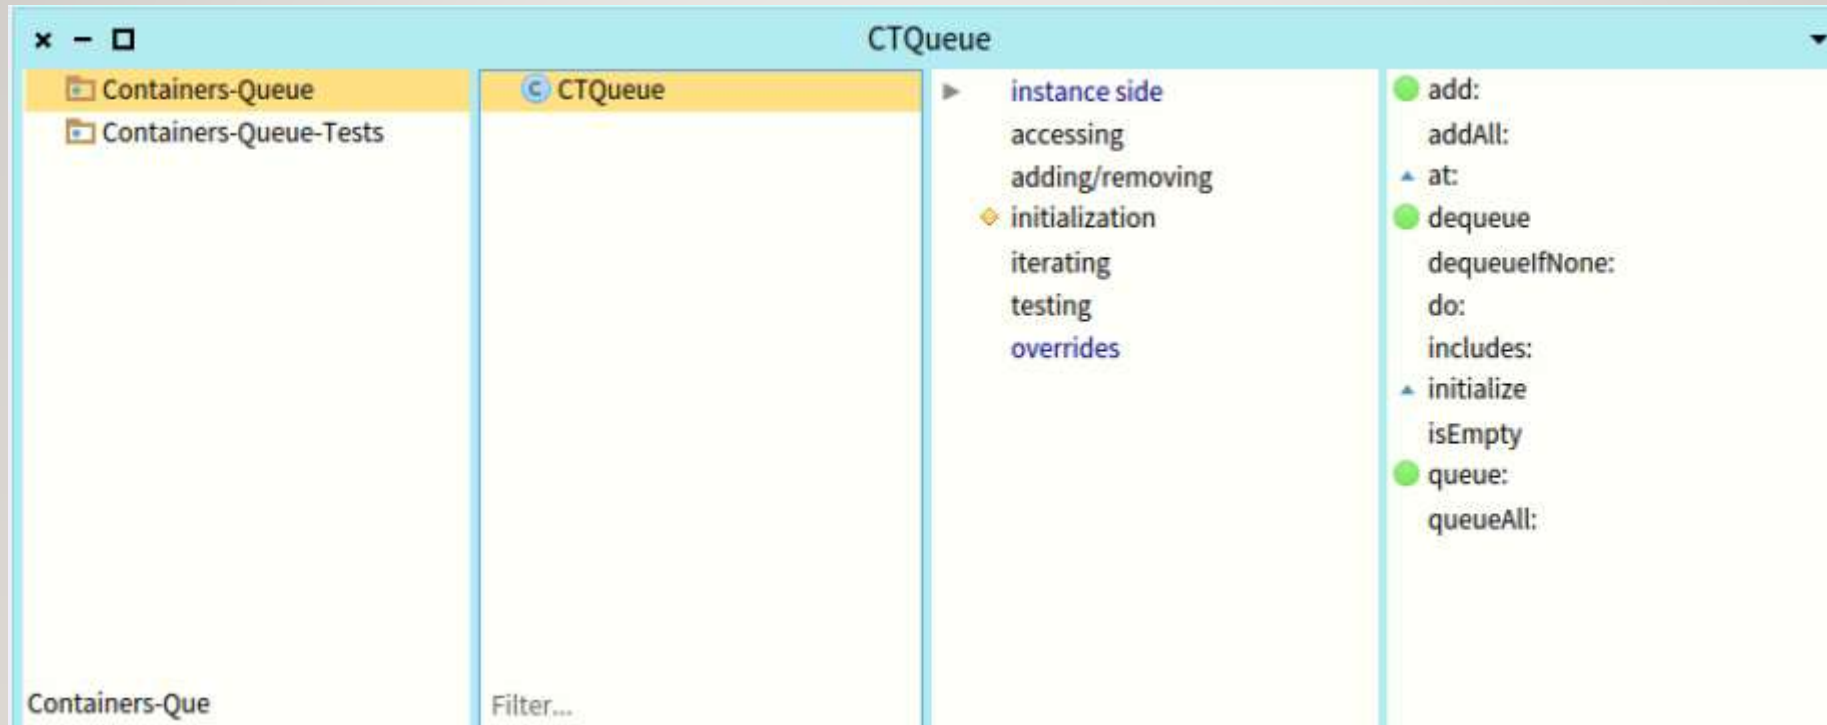 CTQueue
Containers-Queue
Containers-Queue-Tests
Containers-Que
CTQueue
Filter...
instance side
accessing
adding/removing
initialization
iterating
testing
overrides
add:
addAll:
at:
dequeue
dequeueIfNone:
do:
includes:
initialize
isEmpty
queue:
queueAll: